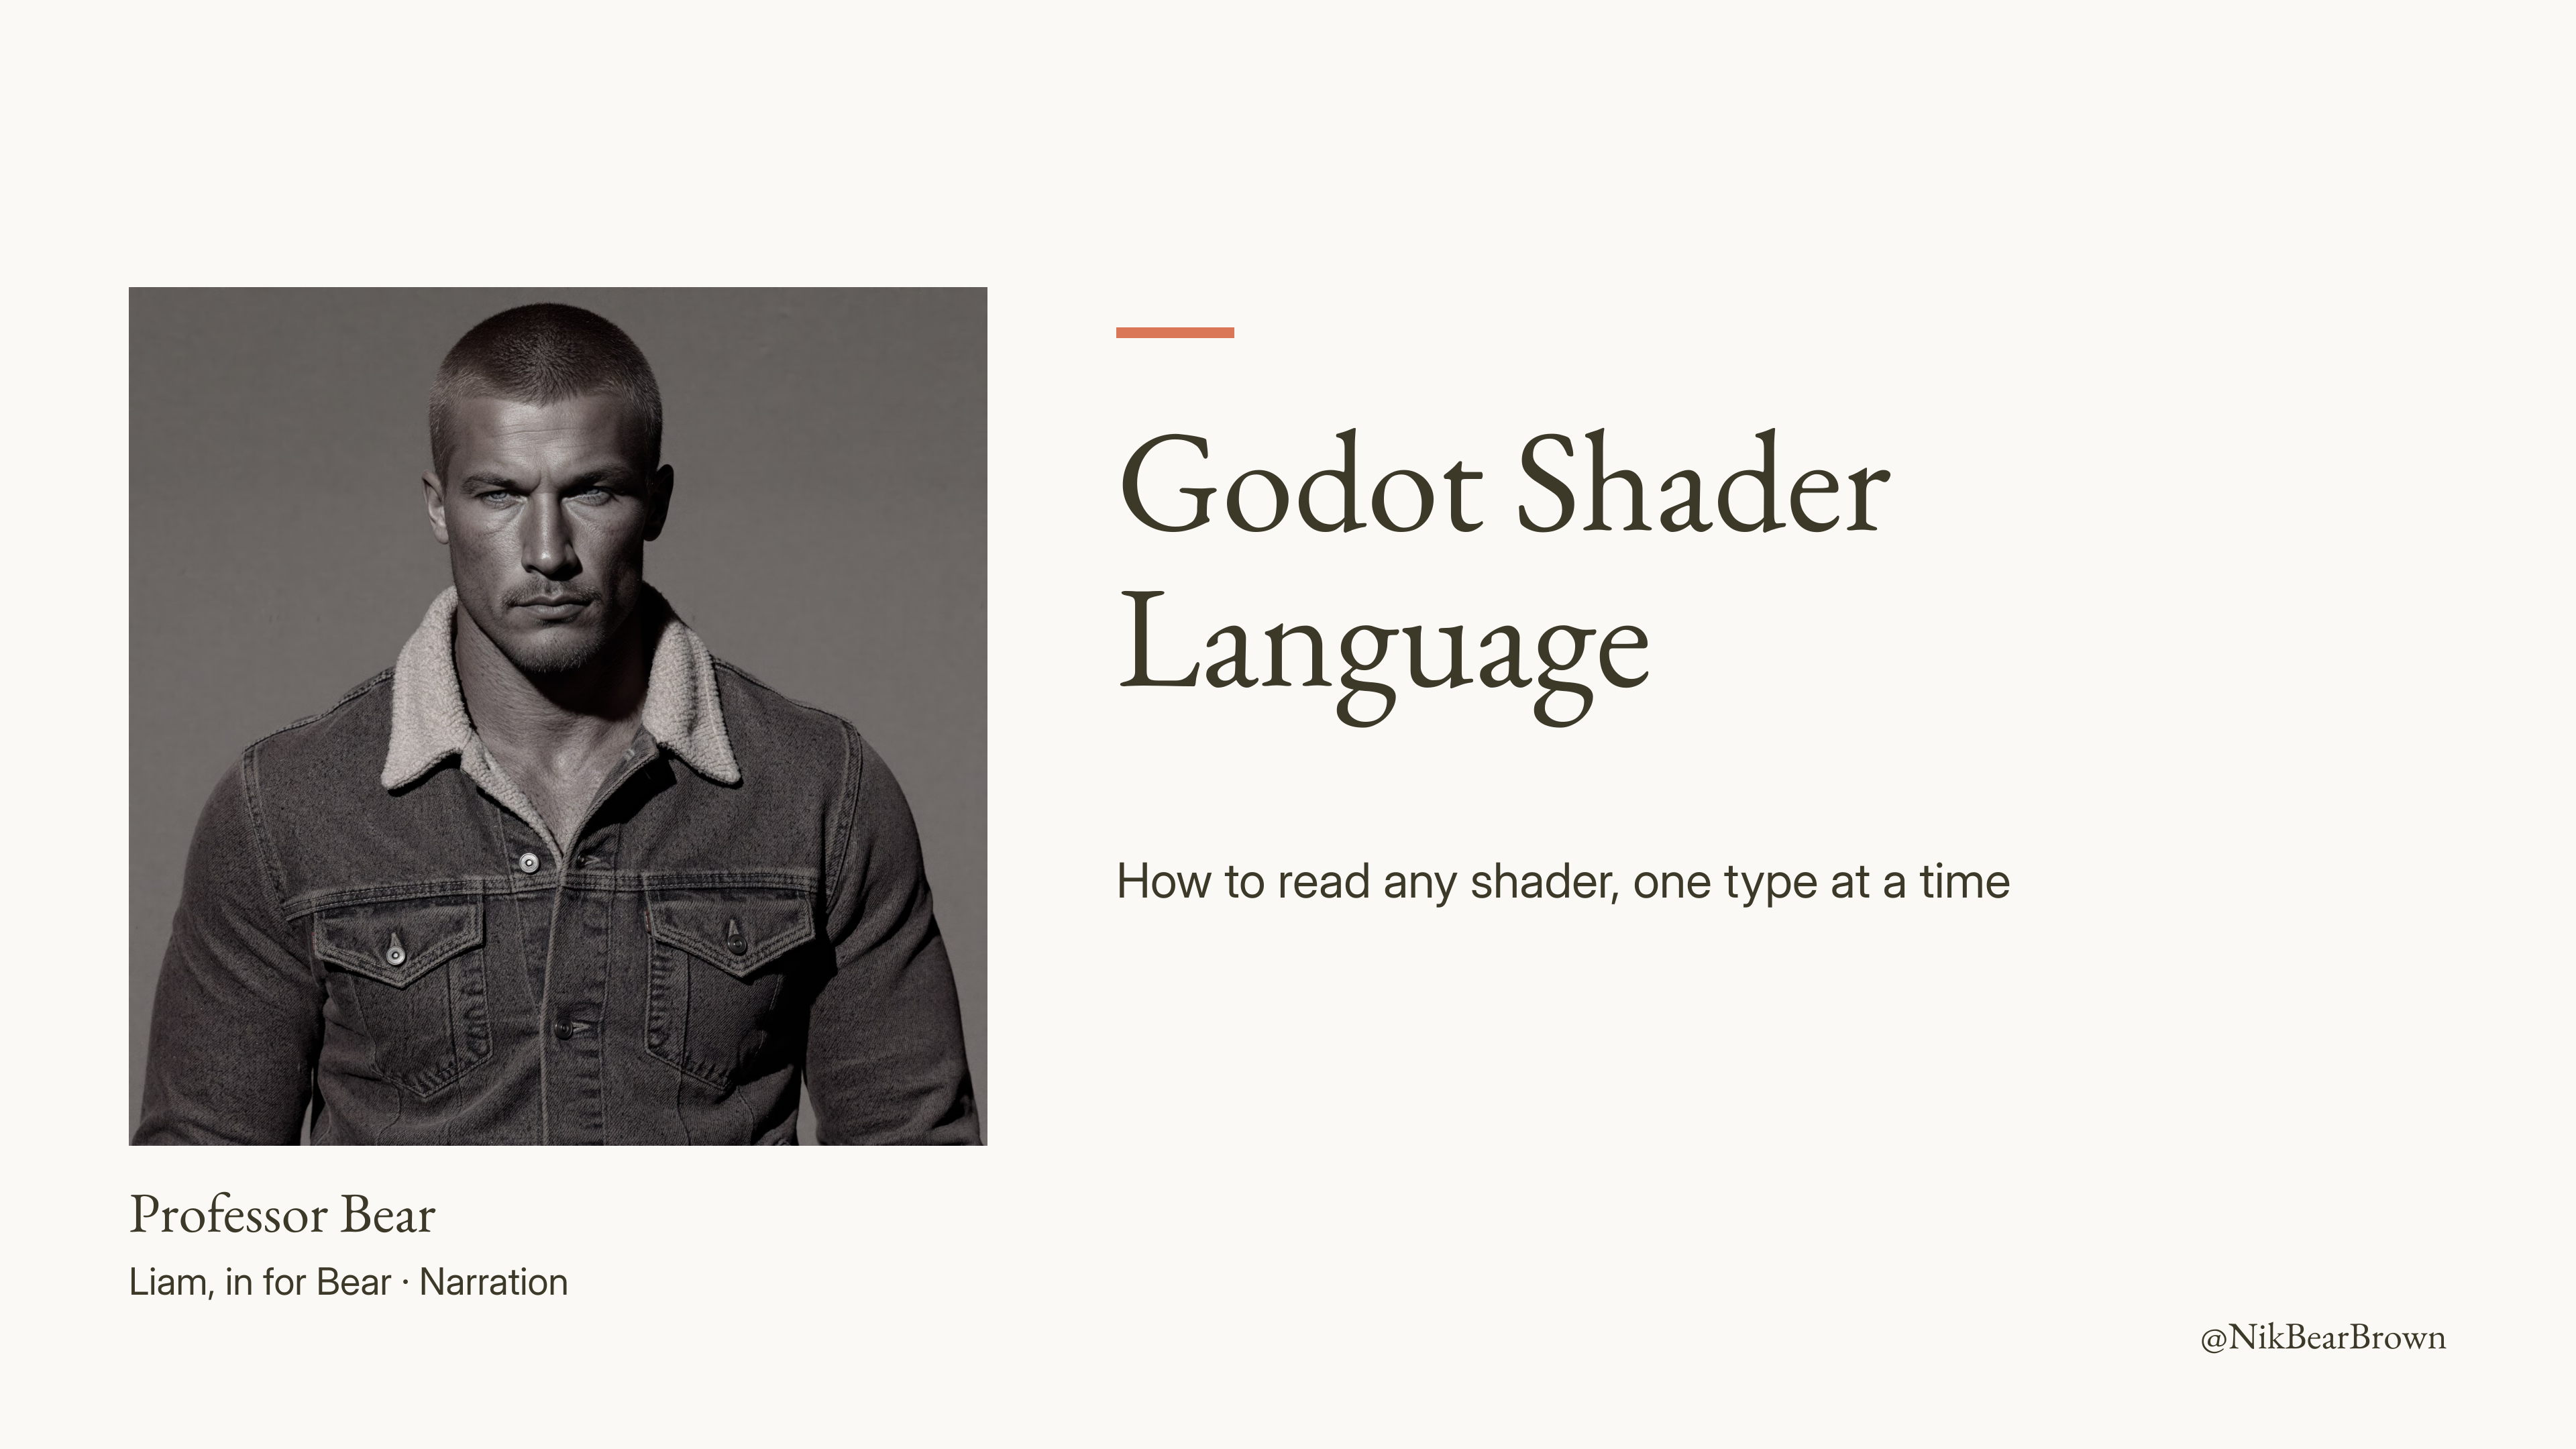 Godot Shader
Language
How to read any shader, one type at a time
Professor Bear
Liam, in for Bear · Narration
@NikBearBrown